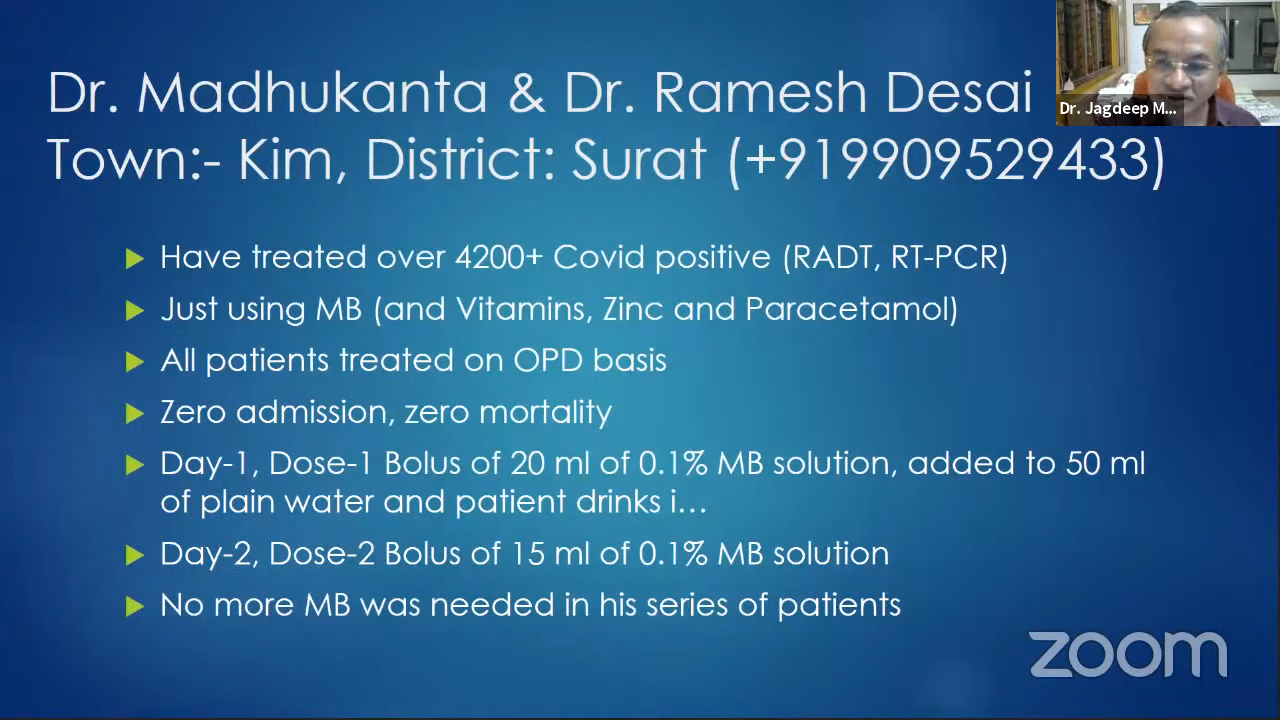 Dr. Madhukanta & Dr. Ramesh Desai
Town:- Kim, District: Surat (+919909529433)
Dr. Jagdeep M...
Have treated over 4200+ Covid positive (RADT, RT-PCR)
Just using MB (and Vitamins, Zinc and Paracetamol)
All patients treated on OPD basis
Zero admission, zero mortality
Day-1, Dose-1 Bolus of 20 ml of 0.1% MB solution, added to 50 ml
of plain water and patient drinks i...
Day-2, Dose-2 Bolus of 15 ml of 0.1% MB solution
No more MB was needed in his series of patients
zoom